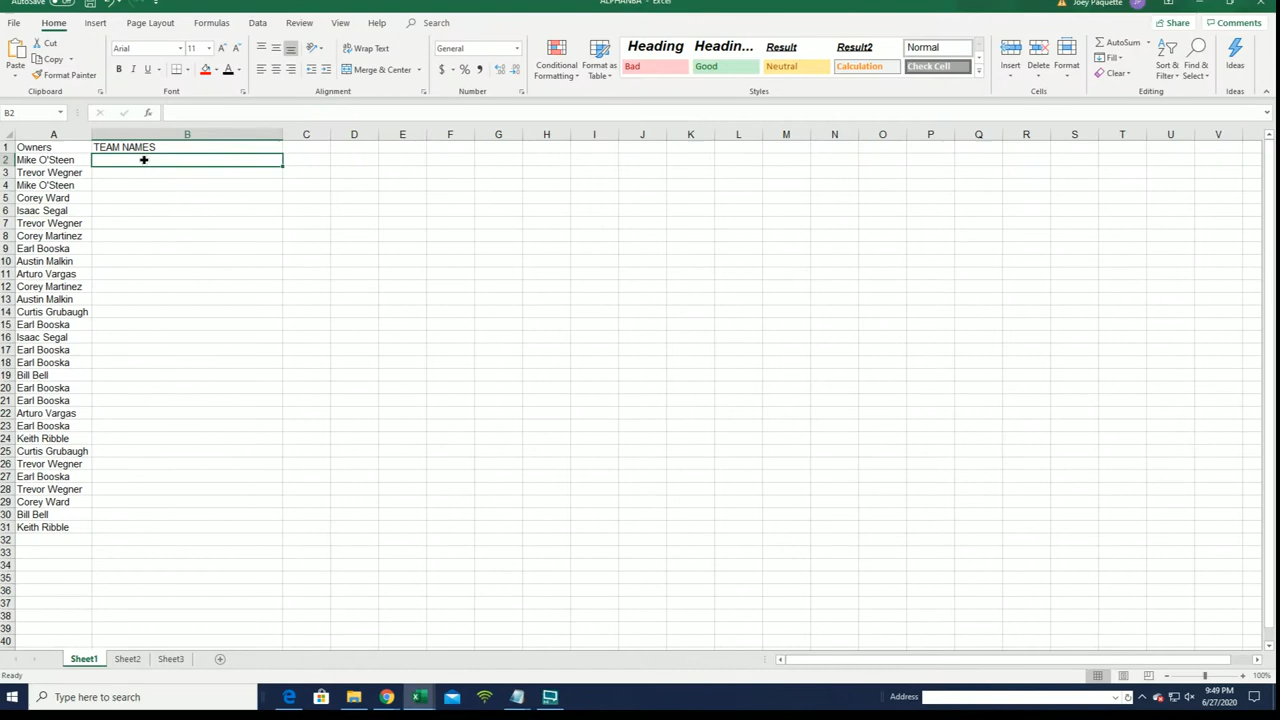 AutoSave Off
ALPHANBA - Excel
Joey Paquette JP
File Home Insert Page Layout Formulas Data Review View Help Search Share Comments
Paste Cut Copy Format Painter Clipboard
Arial 11 B I U A Font
Wrap Text Merge & Center Alignment
General $ % , Number
Conditional Formatting Format as Table
Heading Headin... Result Result2 Normal
Bad Good Neutral Calculation Check Cell
Styles
Insert Delete Format Cells
AutoSum Fill Clear Sort & Filter Find & Select Editing
Ideas Ideas
B2 fx
A B C D E F G H I J K L M N O P Q R S T U V
1 Owners TEAM NAMES
2 Mike O'Steen
3 Trevor Wegner
4 Mike O'Steen
5 Corey Ward
6 Isaac Segal
7 Trevor Wegner
8 Corey Martinez
9 Earl Booska
10 Austin Malkin
11 Arturo Vargas
12 Corey Martinez
13 Austin Malkin
14 Curtis Grubaugh
15 Earl Booska
16 Isaac Segal
17 Earl Booska
18 Earl Booska
19 Bill Bell
20 Earl Booska
21 Earl Booska
22 Arturo Vargas
23 Earl Booska
24 Keith Ribble
25 Curtis Grubaugh
26 Trevor Wegner
27 Earl Booska
28 Trevor Wegner
29 Corey Ward
30 Bill Bell
31 Keith Ribble
32
33
34
35
36
37
38
39
40
Sheet1 Sheet2 Sheet3
Ready 100%
Type here to search Address 9:49 PM
6/27/2020